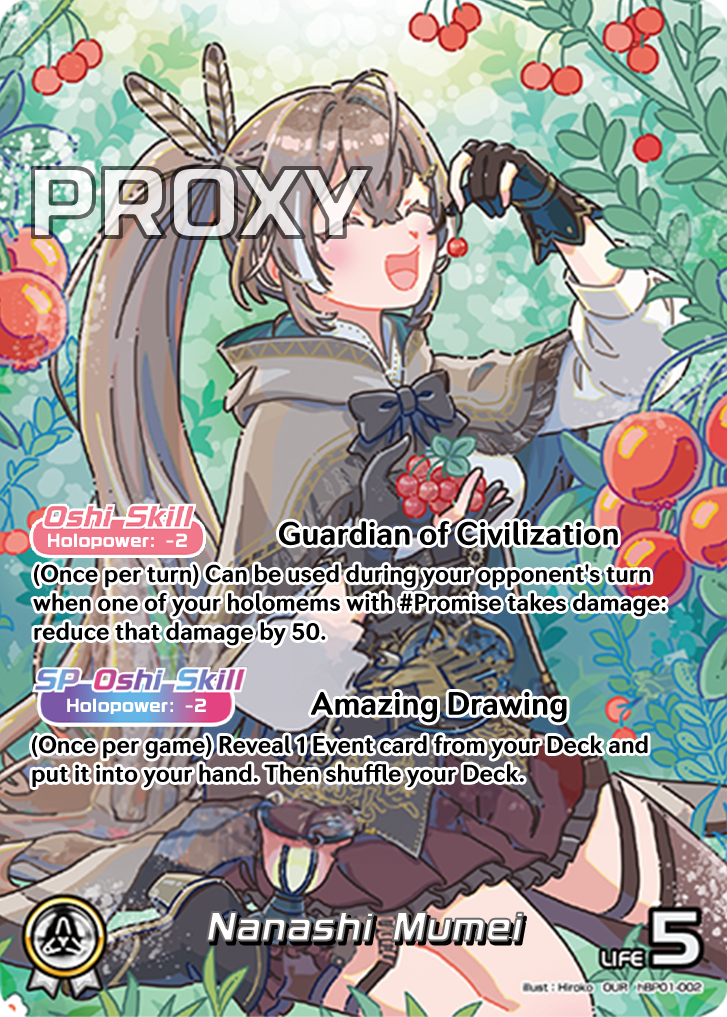 PROXY
Oshi Skill
Holopower: -2
Guardian of Civilization
(Once per turn) Can be used during your opponent's turn
when one of your holomems with #Promise takes damage:
reduce that damage by 50.
SP Oshi Skill
Holopower: -2
Amazing Drawing
(Once per game) Reveal 1 Event card from your Deck and
put it into your hand. Then shuffle your Deck.
Nanashi Mumei
LIFE 5
Illust : Hiroko OUR hBP01-002